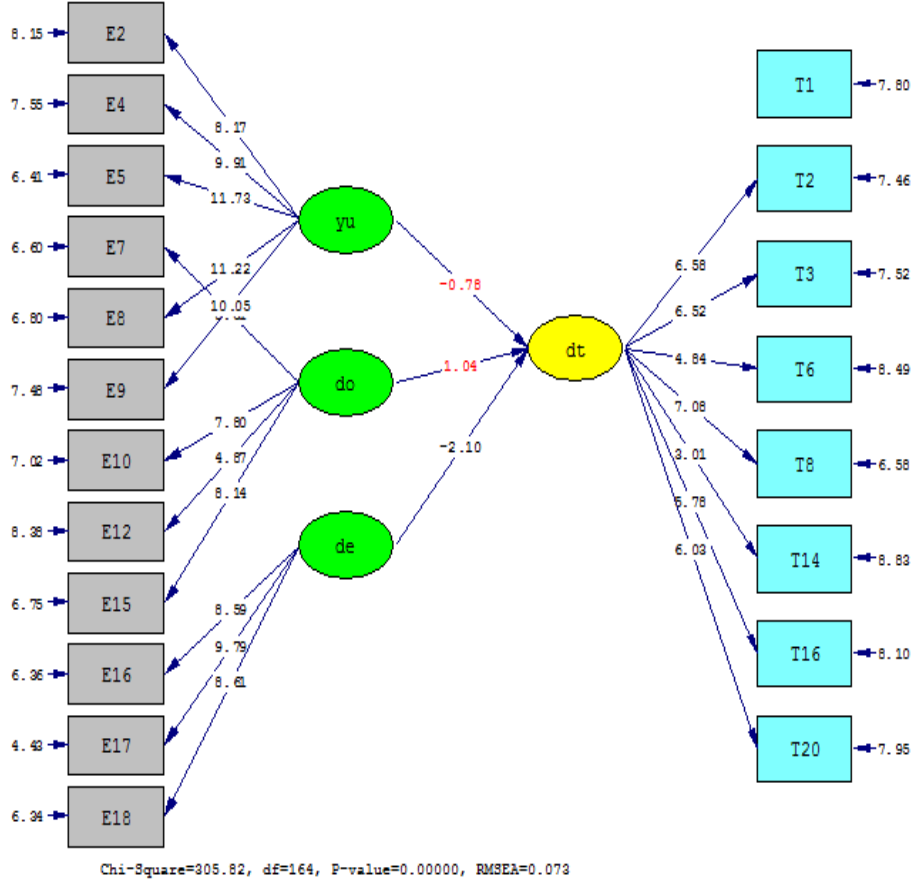 8.15 E2
7.55 E4
6.41 E5
6.60 E7
6.80 E8
7.48 E9
7.02 E10
8.38 E12
6.75 E15
6.36 E16
4.43 E17
6.34 E18
8.17
9.91
11.73
11.22
10.05
7.80
4.87
8.14
8.59
9.79
8.61
yu
do
de
-0.78
1.04
-2.10
dt
6.58
6.52
4.84
7.08
3.01
5.78
6.03
T1 7.80
T2 7.46
T3 7.52
T6 8.49
T8 6.58
T14 8.83
T16 8.10
T20 7.95
Chi-Square=305.82, df=164, P-value=0.00000, RMSEA=0.073